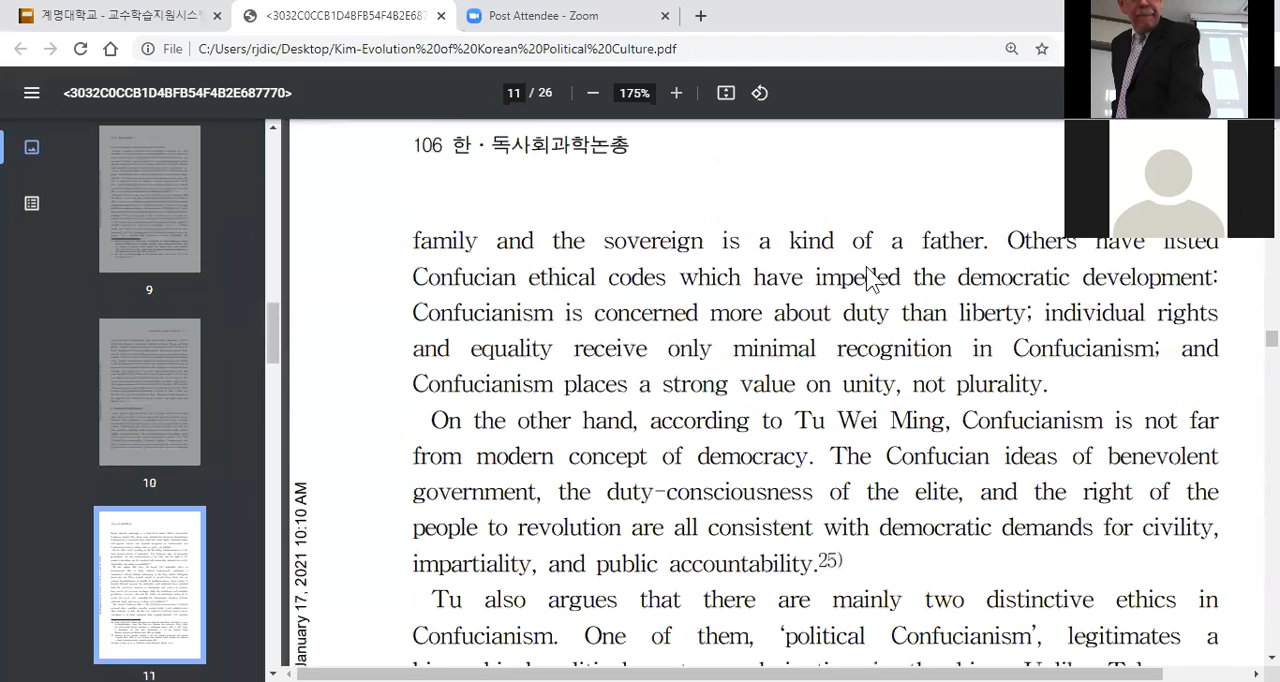 계명대학교 - 교수학습지원시스
<3032C0CCB1D4BFB54F4B2E687
Post Attendee - Zoom
File
C:/Users/rjdic/Desktop/Kim-Evolution%20of%20Korean%20Political%20Culture.pdf
<3032C0CCB1D4BFB54F4B2E687770>
11 / 26
175%
9
10
11
106 한·독사회과학논총
family and the sovereign is a kind of a father. Others have listed
Confucian ethical codes which have impeded the democratic development:
Confucianism is concerned more about duty than liberty; individual rights
and equality receive only minimal recognition in Confucianism; and
Confucianism places a strong value on unity, not plurality.
On the other hand, according to Tu Wei Ming, Confucianism is not far
from modern concept of democracy. The Confucian ideas of benevolent
government, the duty-consciousness of the elite, and the right of the
people to revolution are all consistent with democratic demands for civility,
impartiality, and public accountability.25)
Tu also argues that there are mainly two distinctive ethics in
Confucianism. One of them, ‘political Confucianism’, legitimates a
January 17, 2021 10:10 AM